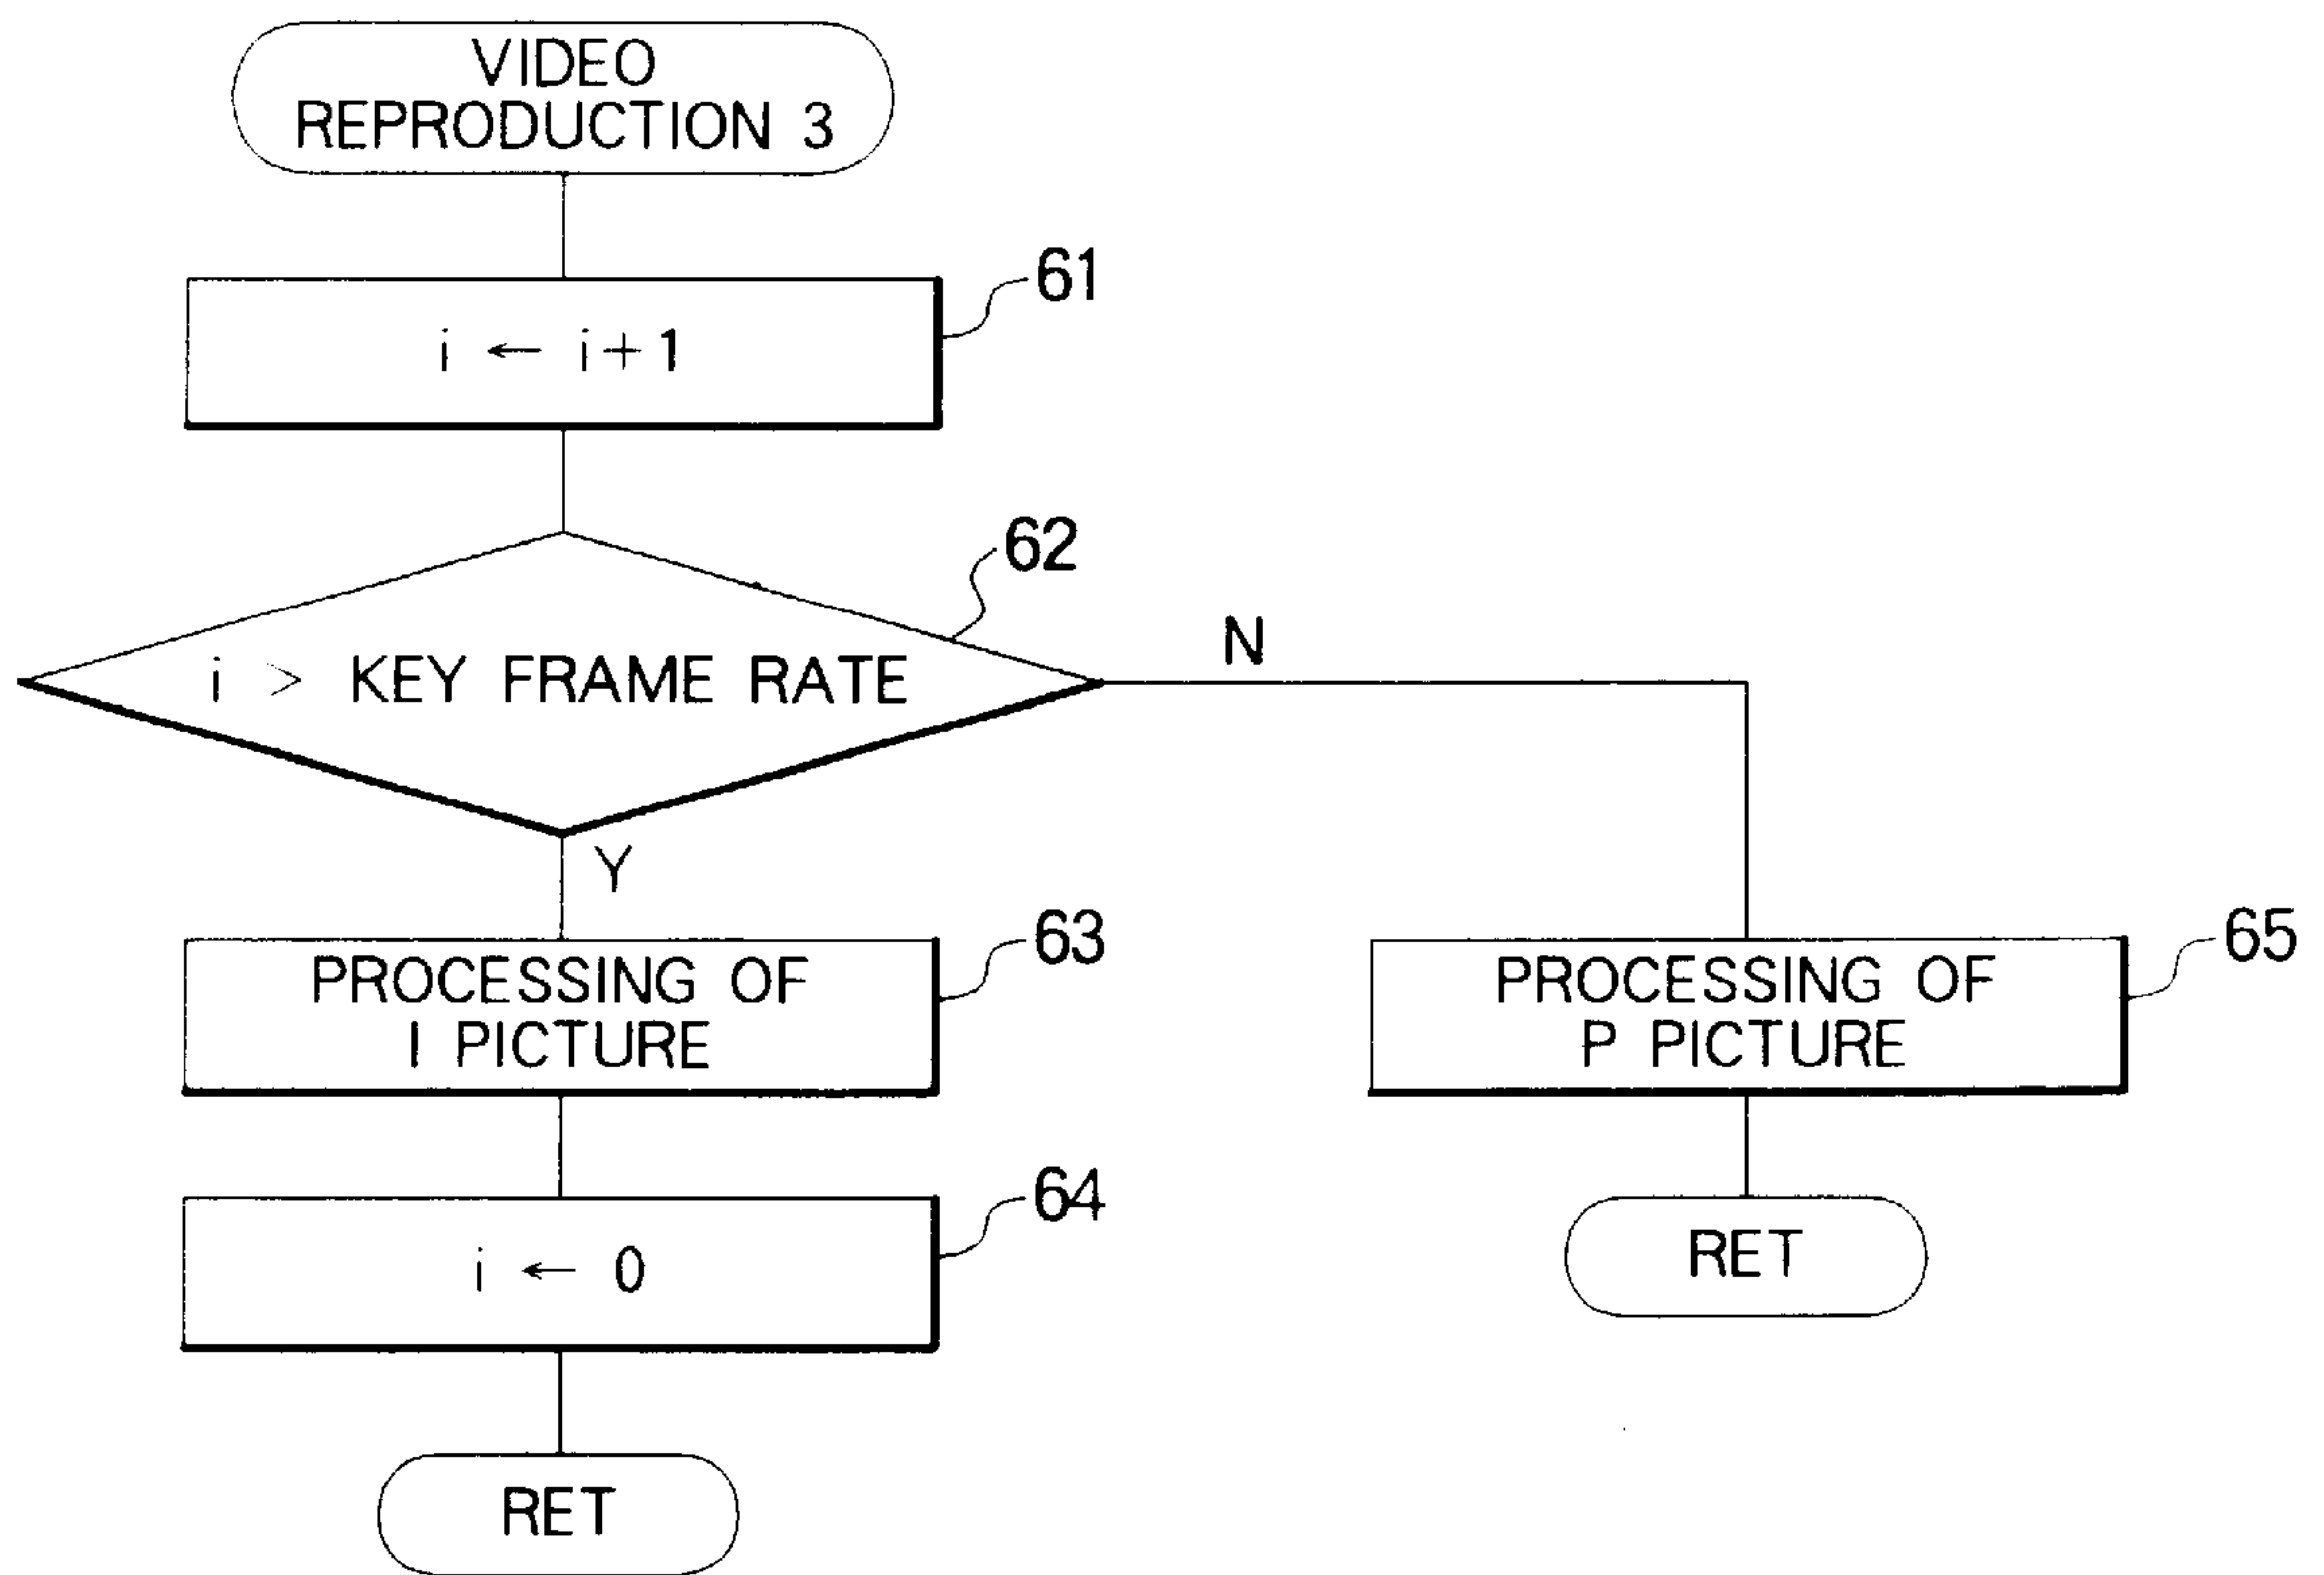 VIDEO
REPRODUCTION 3
61
i ← i+1
62
i > KEY FRAME RATE
N
Y
63
PROCESSING OF
I PICTURE
65
PROCESSING OF
P PICTURE
64
i ← 0
RET
RET